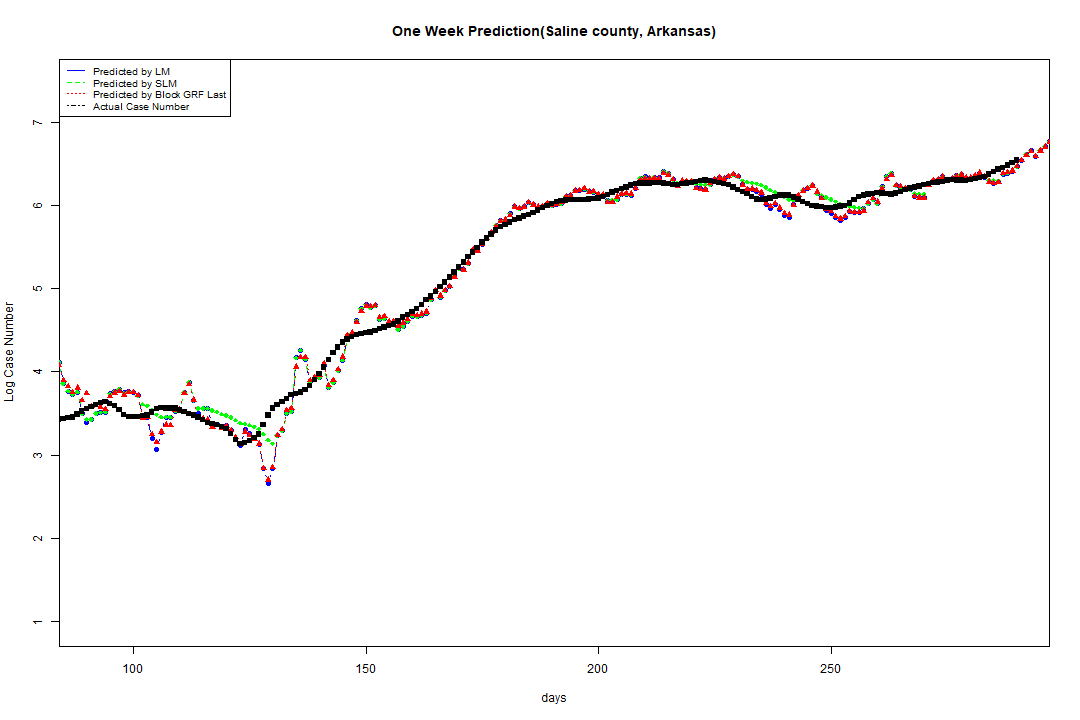 One Week Prediction(Saline county, Arkansas)
Predicted by LM
Predicted by SLM
Predicted by Block GRF Last
Actual Case Number
7
6
5
4
3
2
1
Log Case Number
100 150 200 250
days